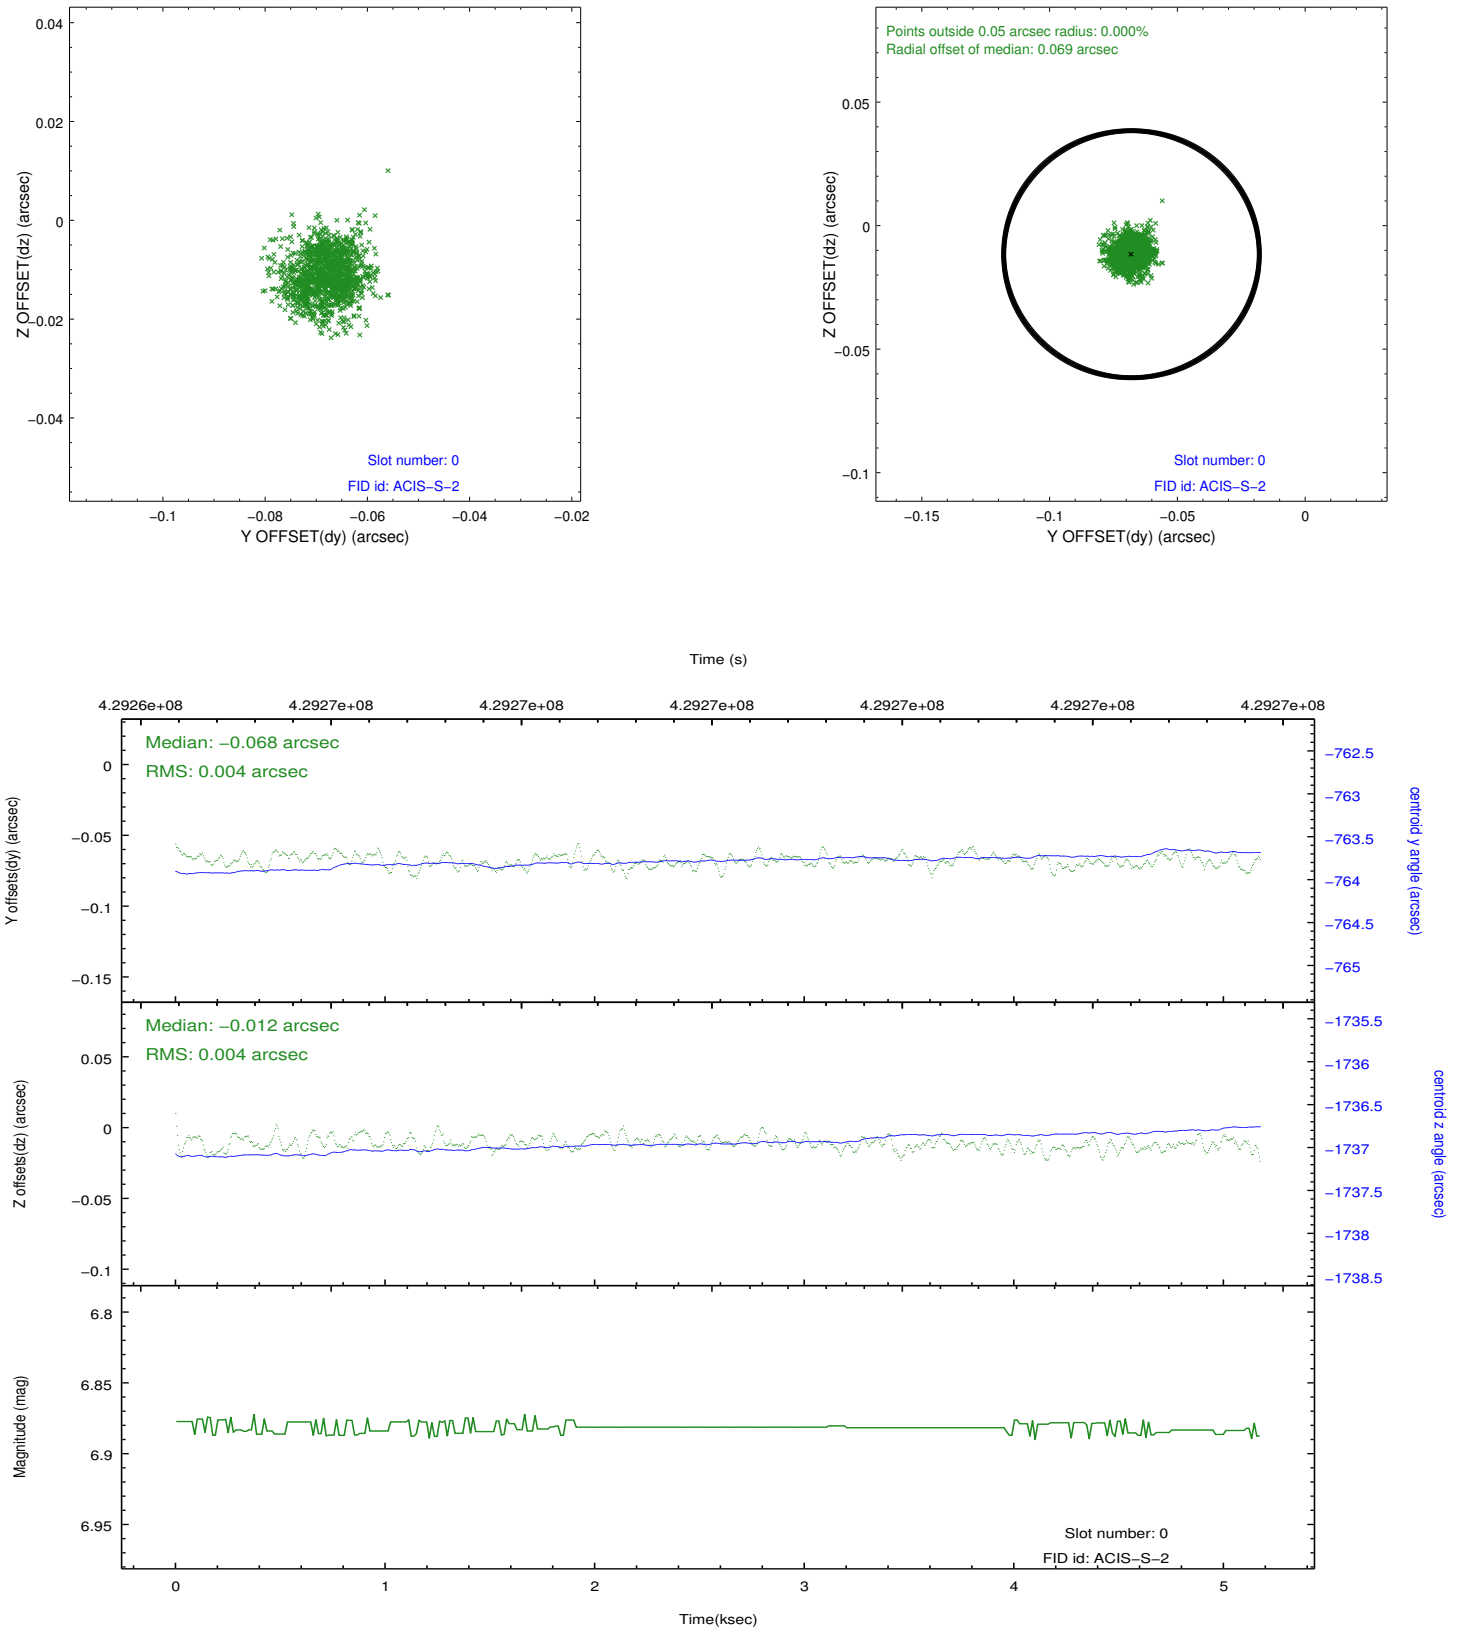 0.04
0.02
0
−0.02
−0.04
Z OFFSET(dz) (arcsec)
Slot number: 0
FID id: ACIS−S−2
−0.1
−0.08
−0.06
−0.04
−0.02
Y OFFSET(dy) (arcsec)
Points outside 0.05 arcsec radius: 0.000%
Radial offset of median: 0.069 arcsec
0.05
0
−0.05
−0.1
Z OFFSET(dz) (arcsec)
Slot number: 0
FID id: ACIS−S−2
−0.15
−0.1
−0.05
0
Y OFFSET(dy) (arcsec)
Time (s)
4.2926e+08
4.2927e+08
4.2927e+08
4.2927e+08
4.2927e+08
4.2927e+08
4.2927e+08
Median: −0.068 arcsec
RMS: 0.004 arcsec
0
−0.05
−0.1
−0.15
Y offsets(dy) (arcsec)
−762.5
−763
−763.5
−764
−764.5
−765
centroid y angle (arcsec)
Median: −0.012 arcsec
RMS: 0.004 arcsec
0.05
0
−0.05
−0.1
Z offsets(dz) (arcsec)
−1735.5
−1736
−1736.5
−1737
−1737.5
−1738
−1738.5
centroid z angle (arcsec)
6.8
6.85
6.9
6.95
Magnitude (mag)
Slot number: 0
FID id: ACIS−S−2
0
1
2
3
4
5
Time(ksec)